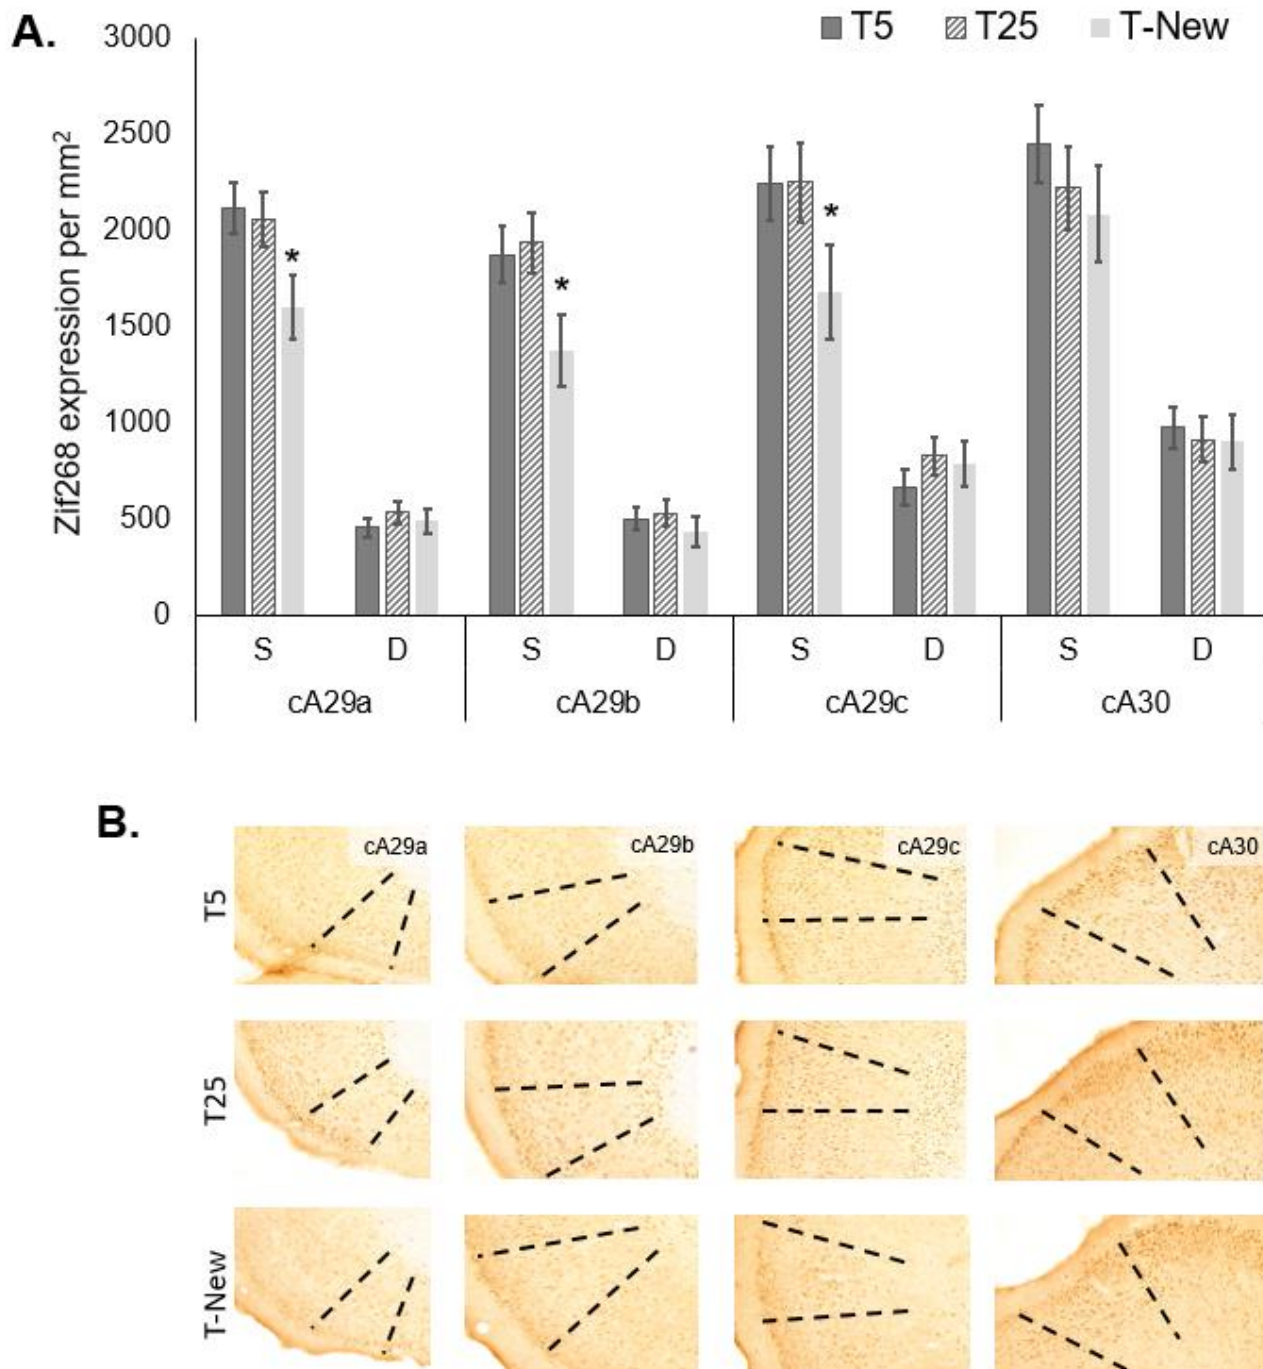 A.
T5 T25 T-New
Zif268 expression per mm²
3000
2500
2000
1500
1000
500
0
* * *
S D S D S D S D
cA29a cA29b cA29c cA30
B.
cA29a cA29b cA29c cA30
T5
T25
T-New